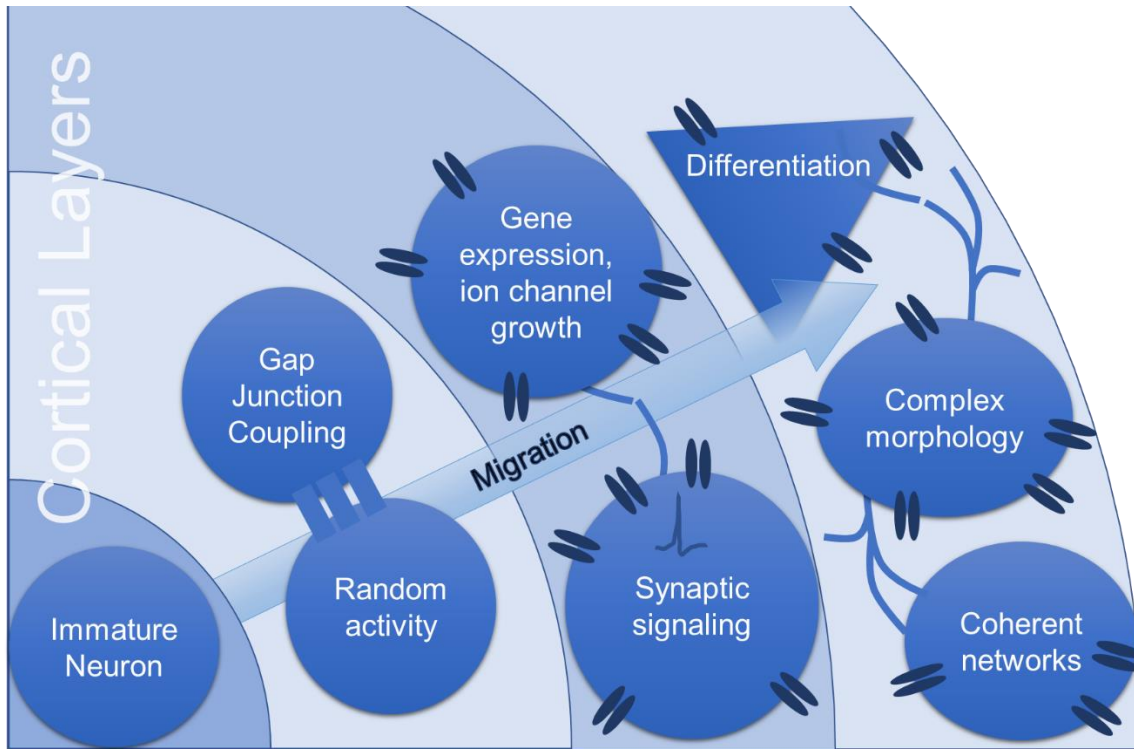 Cortical Layers
Immature
Neuron
Gap
Junction
Coupling
Random
activity
Migration
Gene
expression,
ion channel
growth
Synaptic
signaling
Differentiation
Complex
morphology
Coherent
networks